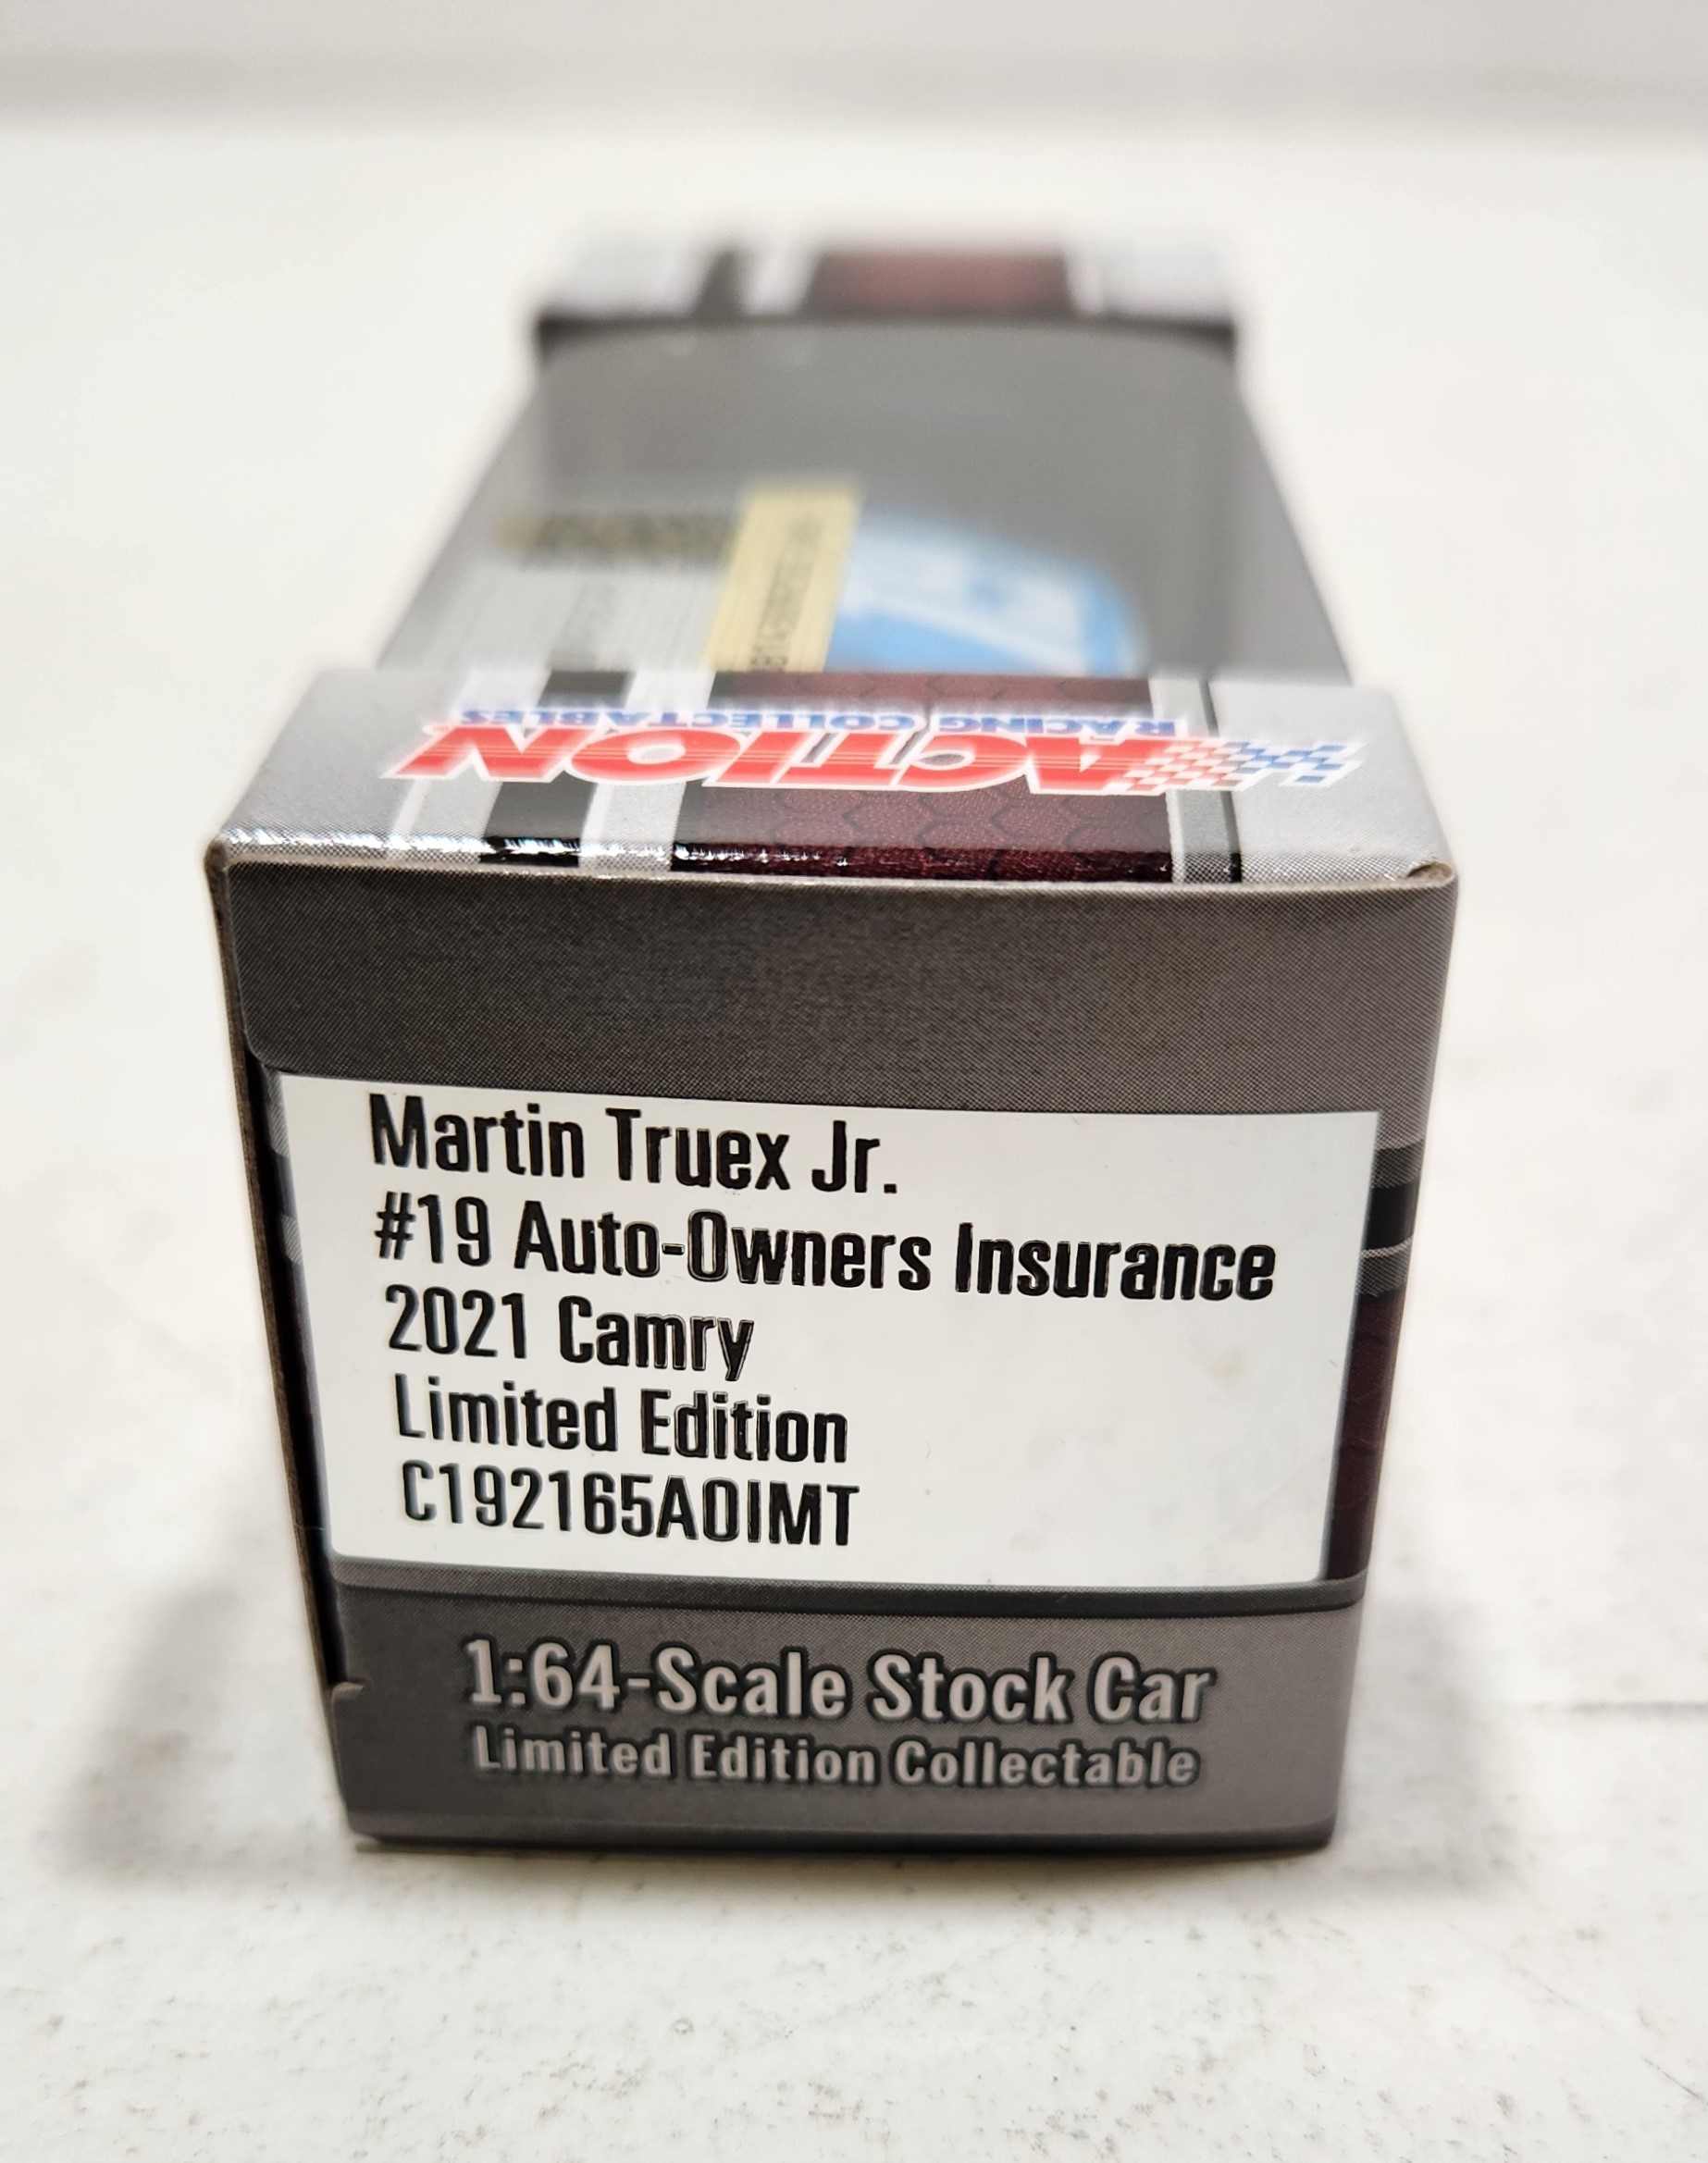 ACTION
RACING COLLECTABLES
Martin Truex Jr.
#19 Auto-Owners Insurance
2021 Camry
Limited Edition
C192165AOIMT
1:64-Scale Stock Car
Limited Edition Collectable